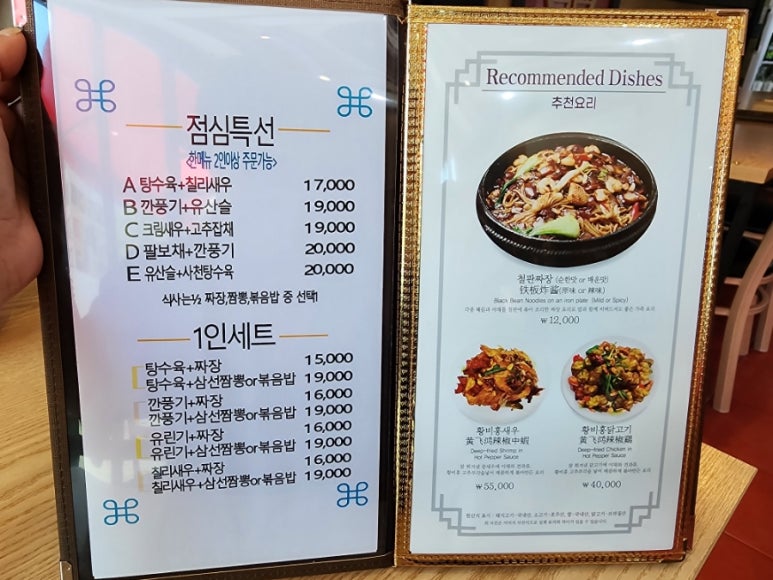 점심특선
<한메뉴 2인이상 주문가능>
A 탕수육+칠리새우 17,000
B 깐풍기+유산슬 19,000
C 크림새우+고추잡채 19,000
D 팔보채+깐풍기 20,000
E 유산슬+사천탕수육 20,000
식사는½ 짜장,짬뽕,볶음밥 중 선택!
1인세트
탕수육+짜장 15,000
탕수육+삼선짬뽕or볶음밥 19,000
깐풍기+짜장 16,000
깐풍기+삼선짬뽕or볶음밥 19,000
유린기+짜장 16,000
유린기+삼선짬뽕or볶음밥 19,000
칠리새우+짜장 16,000
칠리새우+삼선짬뽕or볶음밥 19,000
Recommended Dishes
추천요리
철판짜장 (순한맛 or 매운맛)
铁板炸酱(原味 or 辣味)
Black Bean Noodles on an iron plate (Mild or Spicy)
₩12,000
황비홍새우
黄飞鸿辣椒中虾
Deep-fried Shrimp in
Hot Pepper Sauce
₩55,000
황비홍닭고기
黄飞鸿辣椒鷄
Deep-fried Chicken in
Hot Pepper Sauce
₩40,000